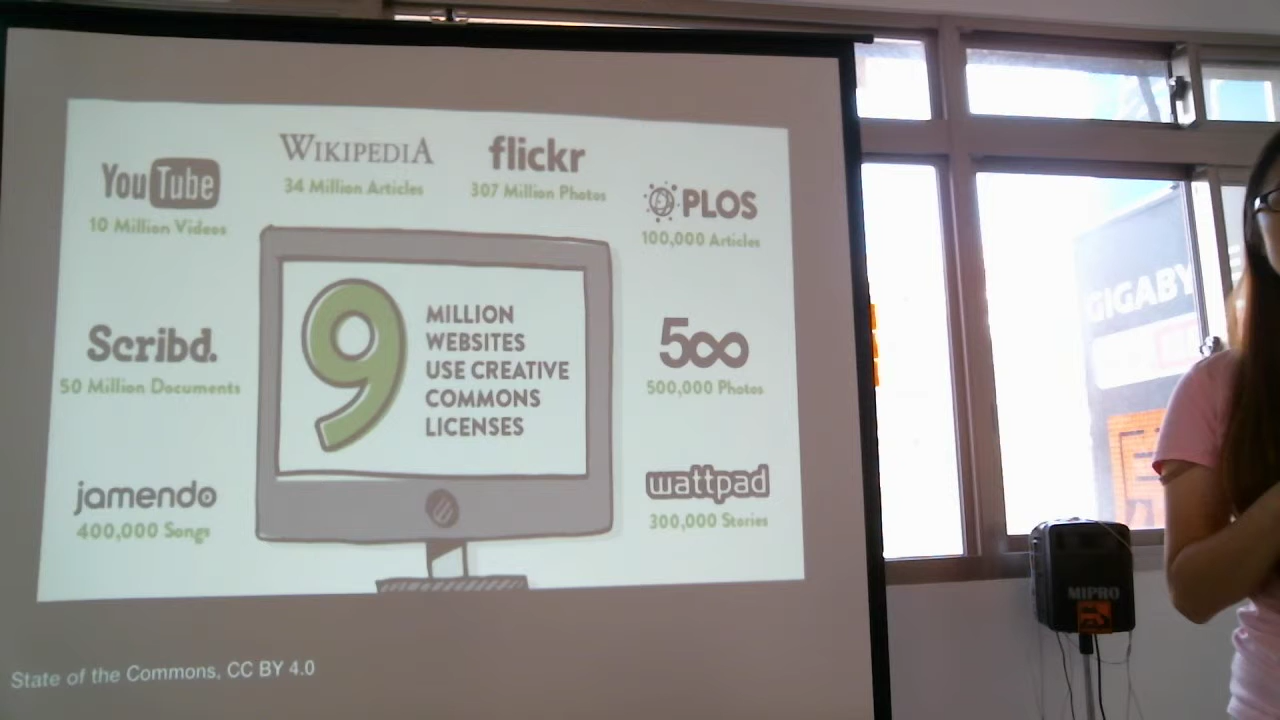 YouTube
10 Million Videos
WIKIPEDIA
34 Million Articles
flickr
307 Million Photos
PLOS
100,000 Articles
Scribd.
50 Million Documents
9
MILLION
WEBSITES
USE CREATIVE
COMMONS
LICENSES
500
500,000 Photos
jamendo
400,000 Songs
wattpad
300,000 Stories
State of the Commons, CC BY 4.0
GIGABY
MIPRO